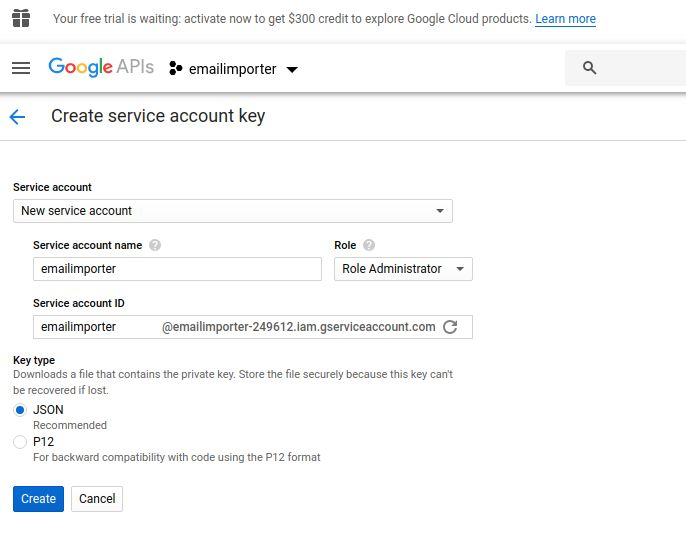 Your free trial is waiting: activate now to get $300 credit to explore Google Cloud products. Learn more
Google APIs emailimporter
Create service account key
Service account
New service account
Service account name Role
emailimporter Role Administrator
Service account ID
emailimporter @emailimporter-249612.iam.gserviceaccount.com
Key type
Downloads a file that contains the private key. Store the file securely because this key can't
be recovered if lost.
JSON
Recommended
P12
For backward compatibility with code using the P12 format
Create Cancel